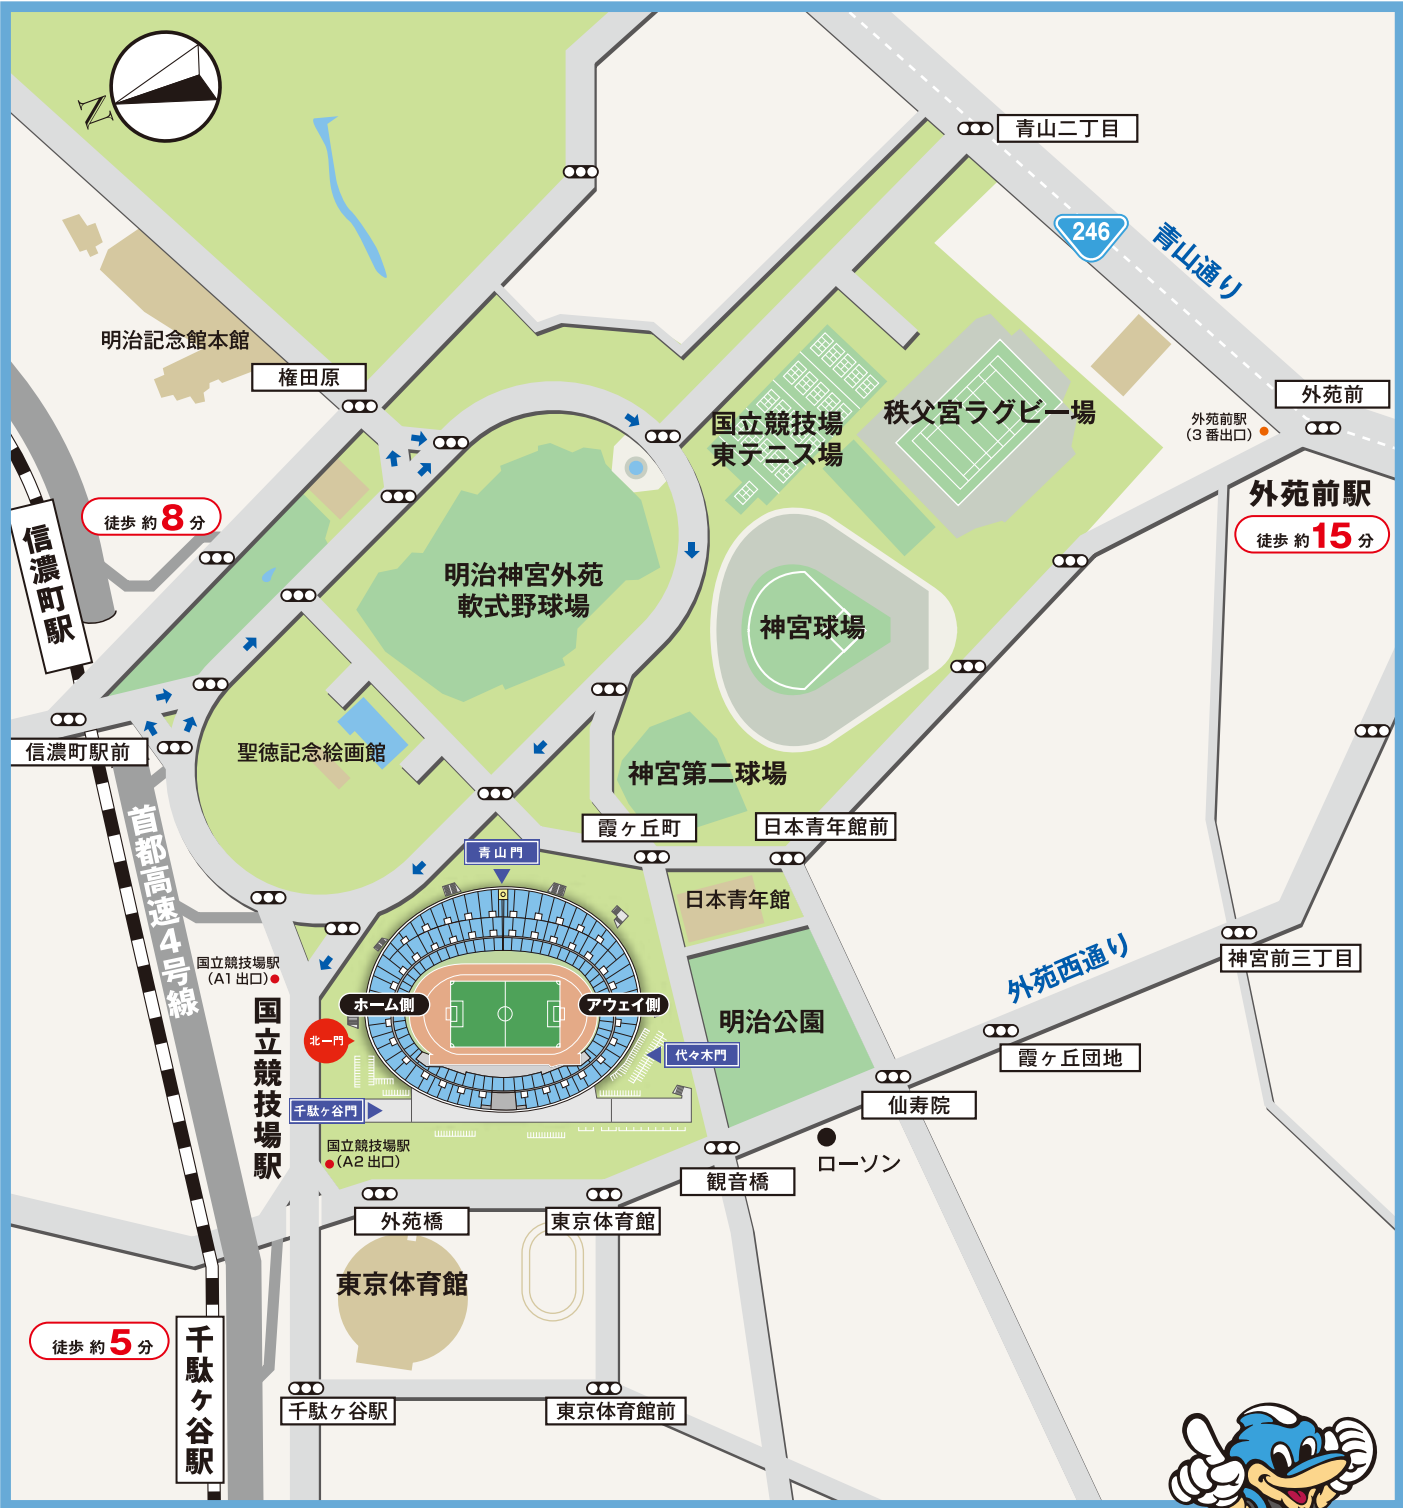 N
青山二丁目
246
青山通り
明治記念館本館
権田原
外苑前
外苑前駅
（3番出口）
国立競技場
東テニス場
秩父宮ラグビー場
外苑前駅
徒歩 約15分
徒歩 約8分
信濃町駅
明治神宮外苑
軟式野球場
神宮球場
信濃町駅前
聖徳記念絵画館
神宮第二球場
霞ヶ丘町
日本青年館前
首都高速4号線
青山門
日本青年館
国立競技場駅
（A1出口）
ホーム側
アウェイ側
外苑西通り
神宮前三丁目
国立競技場駅
北一門
明治公園
代々木門
霞ヶ丘団地
千駄ヶ谷門
仙寿院
国立競技場駅
（A2出口）
ローソン
観音橋
外苑橋
東京体育館
東京体育館
徒歩 約5分
千駄ヶ谷駅
千駄ヶ谷駅
東京体育館前